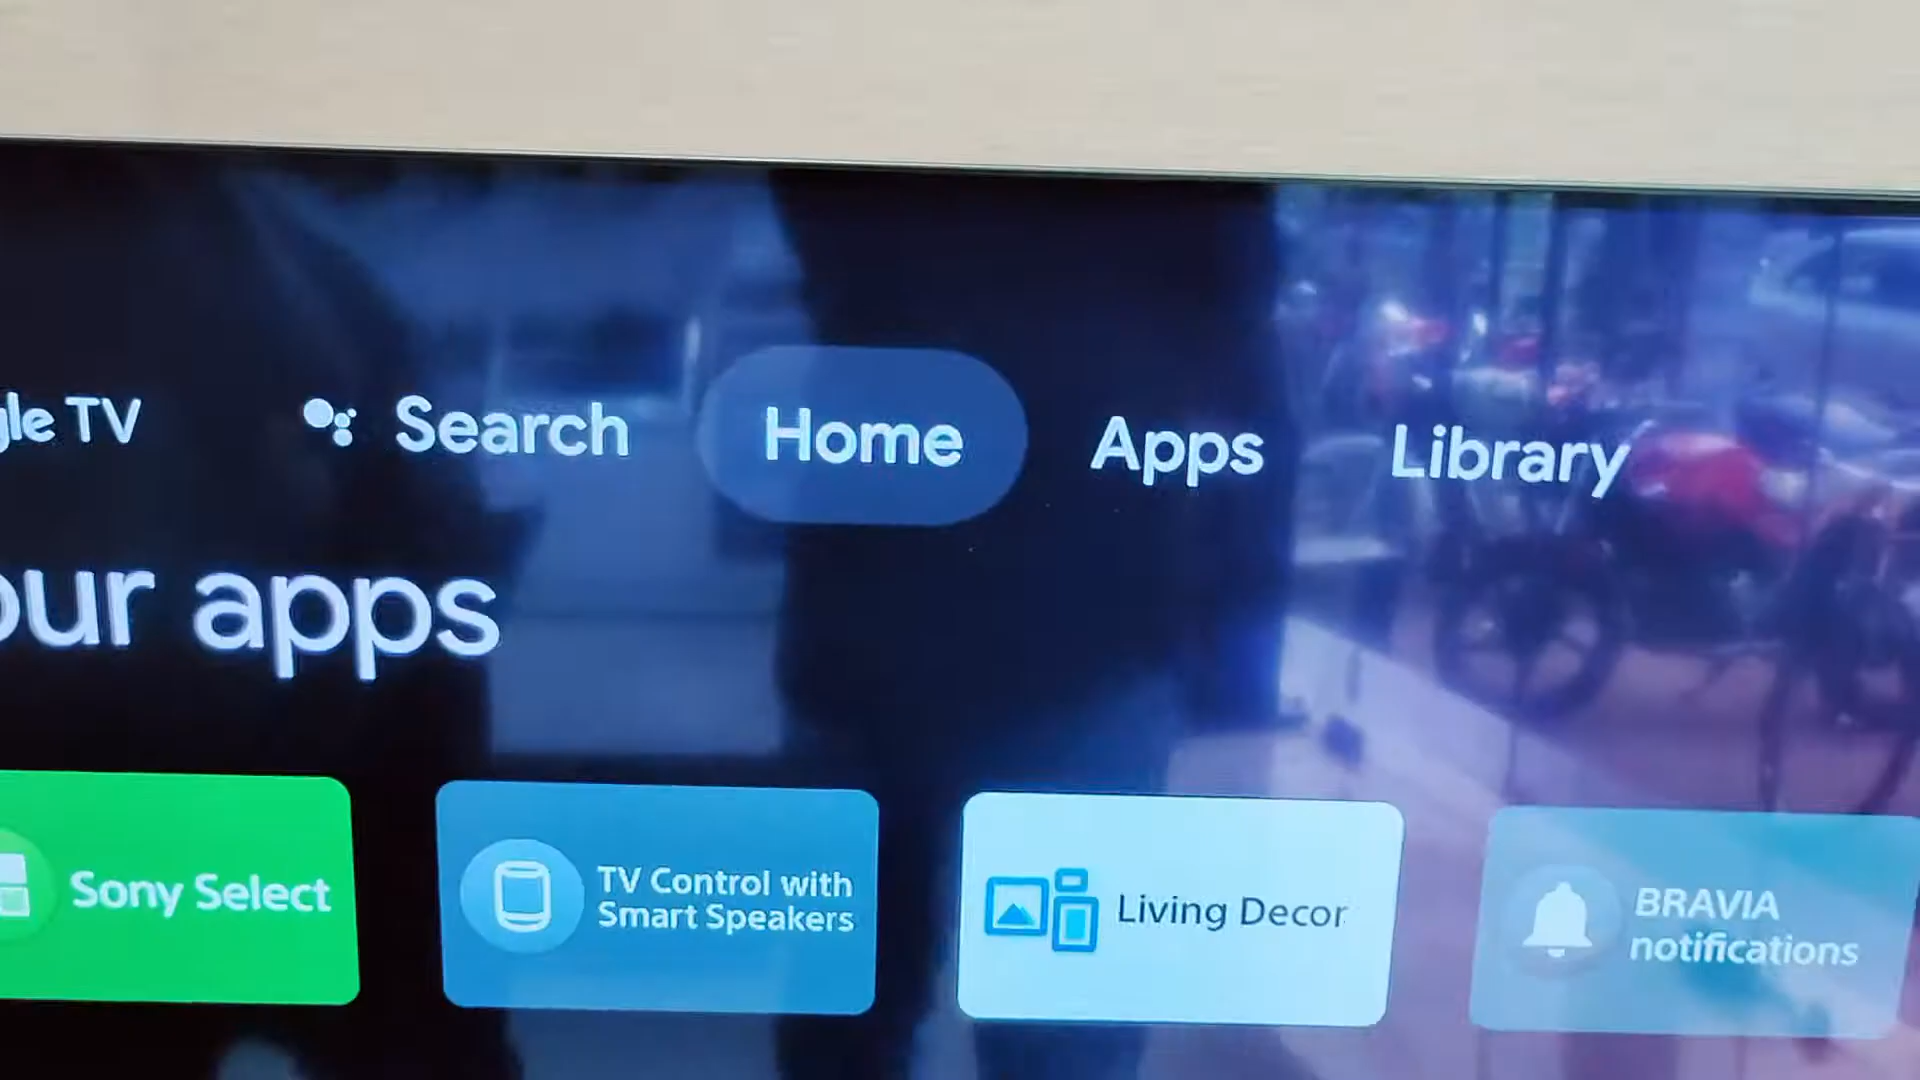 gle TV
Search
Home
Apps
Library
our apps
Sony Select
TV Control with
Smart Speakers
Living Decor
BRAVIA
notifications